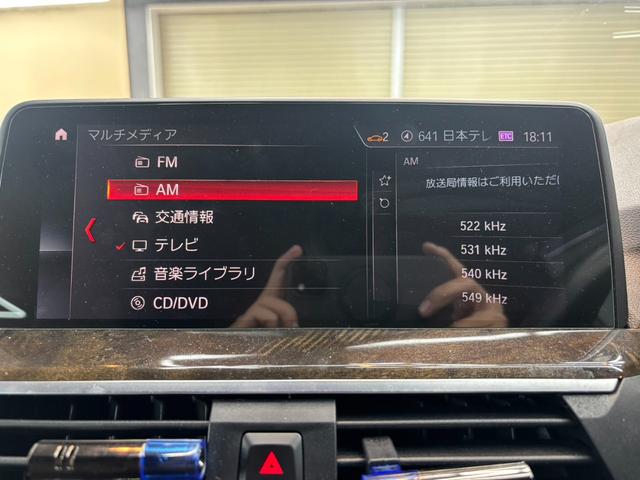 マルチメディア
2 641 日本テレ ETC 18:11
FM
AM
交通情報
テレビ
音楽ライブラリ
CD/DVD
AM
放送局情報はご利用いただ
522 kHz
531 kHz
540 kHz
549 kHz